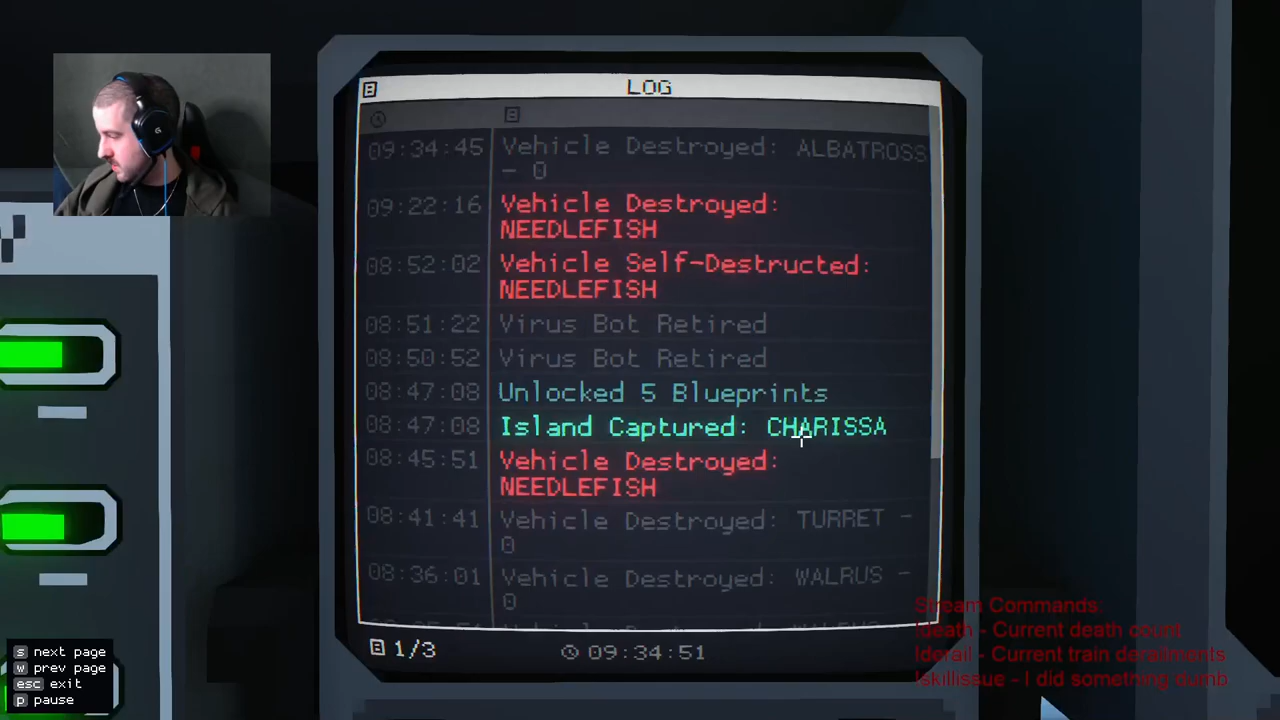 LOG
09:34:45 Vehicle Destroyed: ALBATROSS
- 0
09:22:16 Vehicle Destroyed:
NEEDLEFISH
08:52:02 Vehicle Self-Destructed:
NEEDLEFISH
08:51:22 Virus Bot Retired
08:50:52 Virus Bot Retired
08:47:08 Unlocked 5 Blueprints
08:47:08 Island Captured: CHARISSA
08:45:51 Vehicle Destroyed:
NEEDLEFISH
08:41:41 Vehicle Destroyed: TURRET -
0
08:36:01 Vehicle Destroyed: WALRUS -
0
1/3 09:34:51
Stream Commands:
!death - Current death count
!derail - Current train derailments
!skillissue - I did something dumb
s next page
w prev page
esc exit
p pause